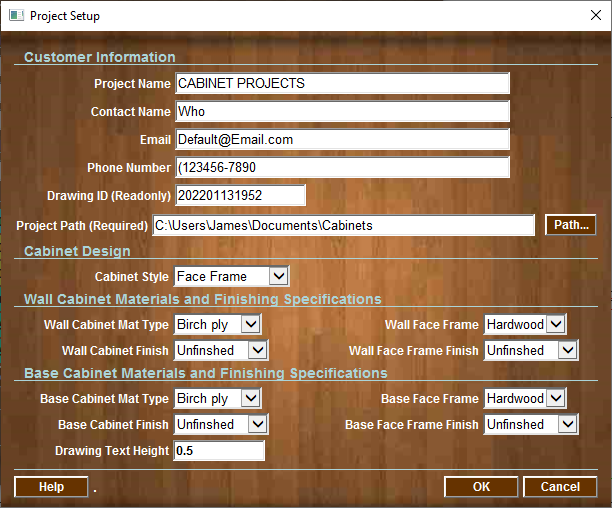 Project Setup
Customer Information
Project Name CABINET PROJECTS
Contact Name Who
Email Default@Email.com
Phone Number (123456-7890
Drawing ID (Readonly) 202201131952
Project Path (Required) C:\Users\James\Documents\Cabinets Path...
Cabinet Design
Cabinet Style Face Frame
Wall Cabinet Materials and Finishing Specifications
Wall Cabinet Mat Type Birch ply Wall Face Frame Hardwood
Wall Cabinet Finish Unfinshed Wall Face Frame Finish Unfinshed
Base Cabinet Materials and Finishing Specifications
Base Cabinet Mat Type Birch ply Base Face Frame Hardwood
Base Cabinet Finish Unfinshed Base Face Frame Finish Unfinshed
Drawing Text Height 0.5
Help . OK Cancel